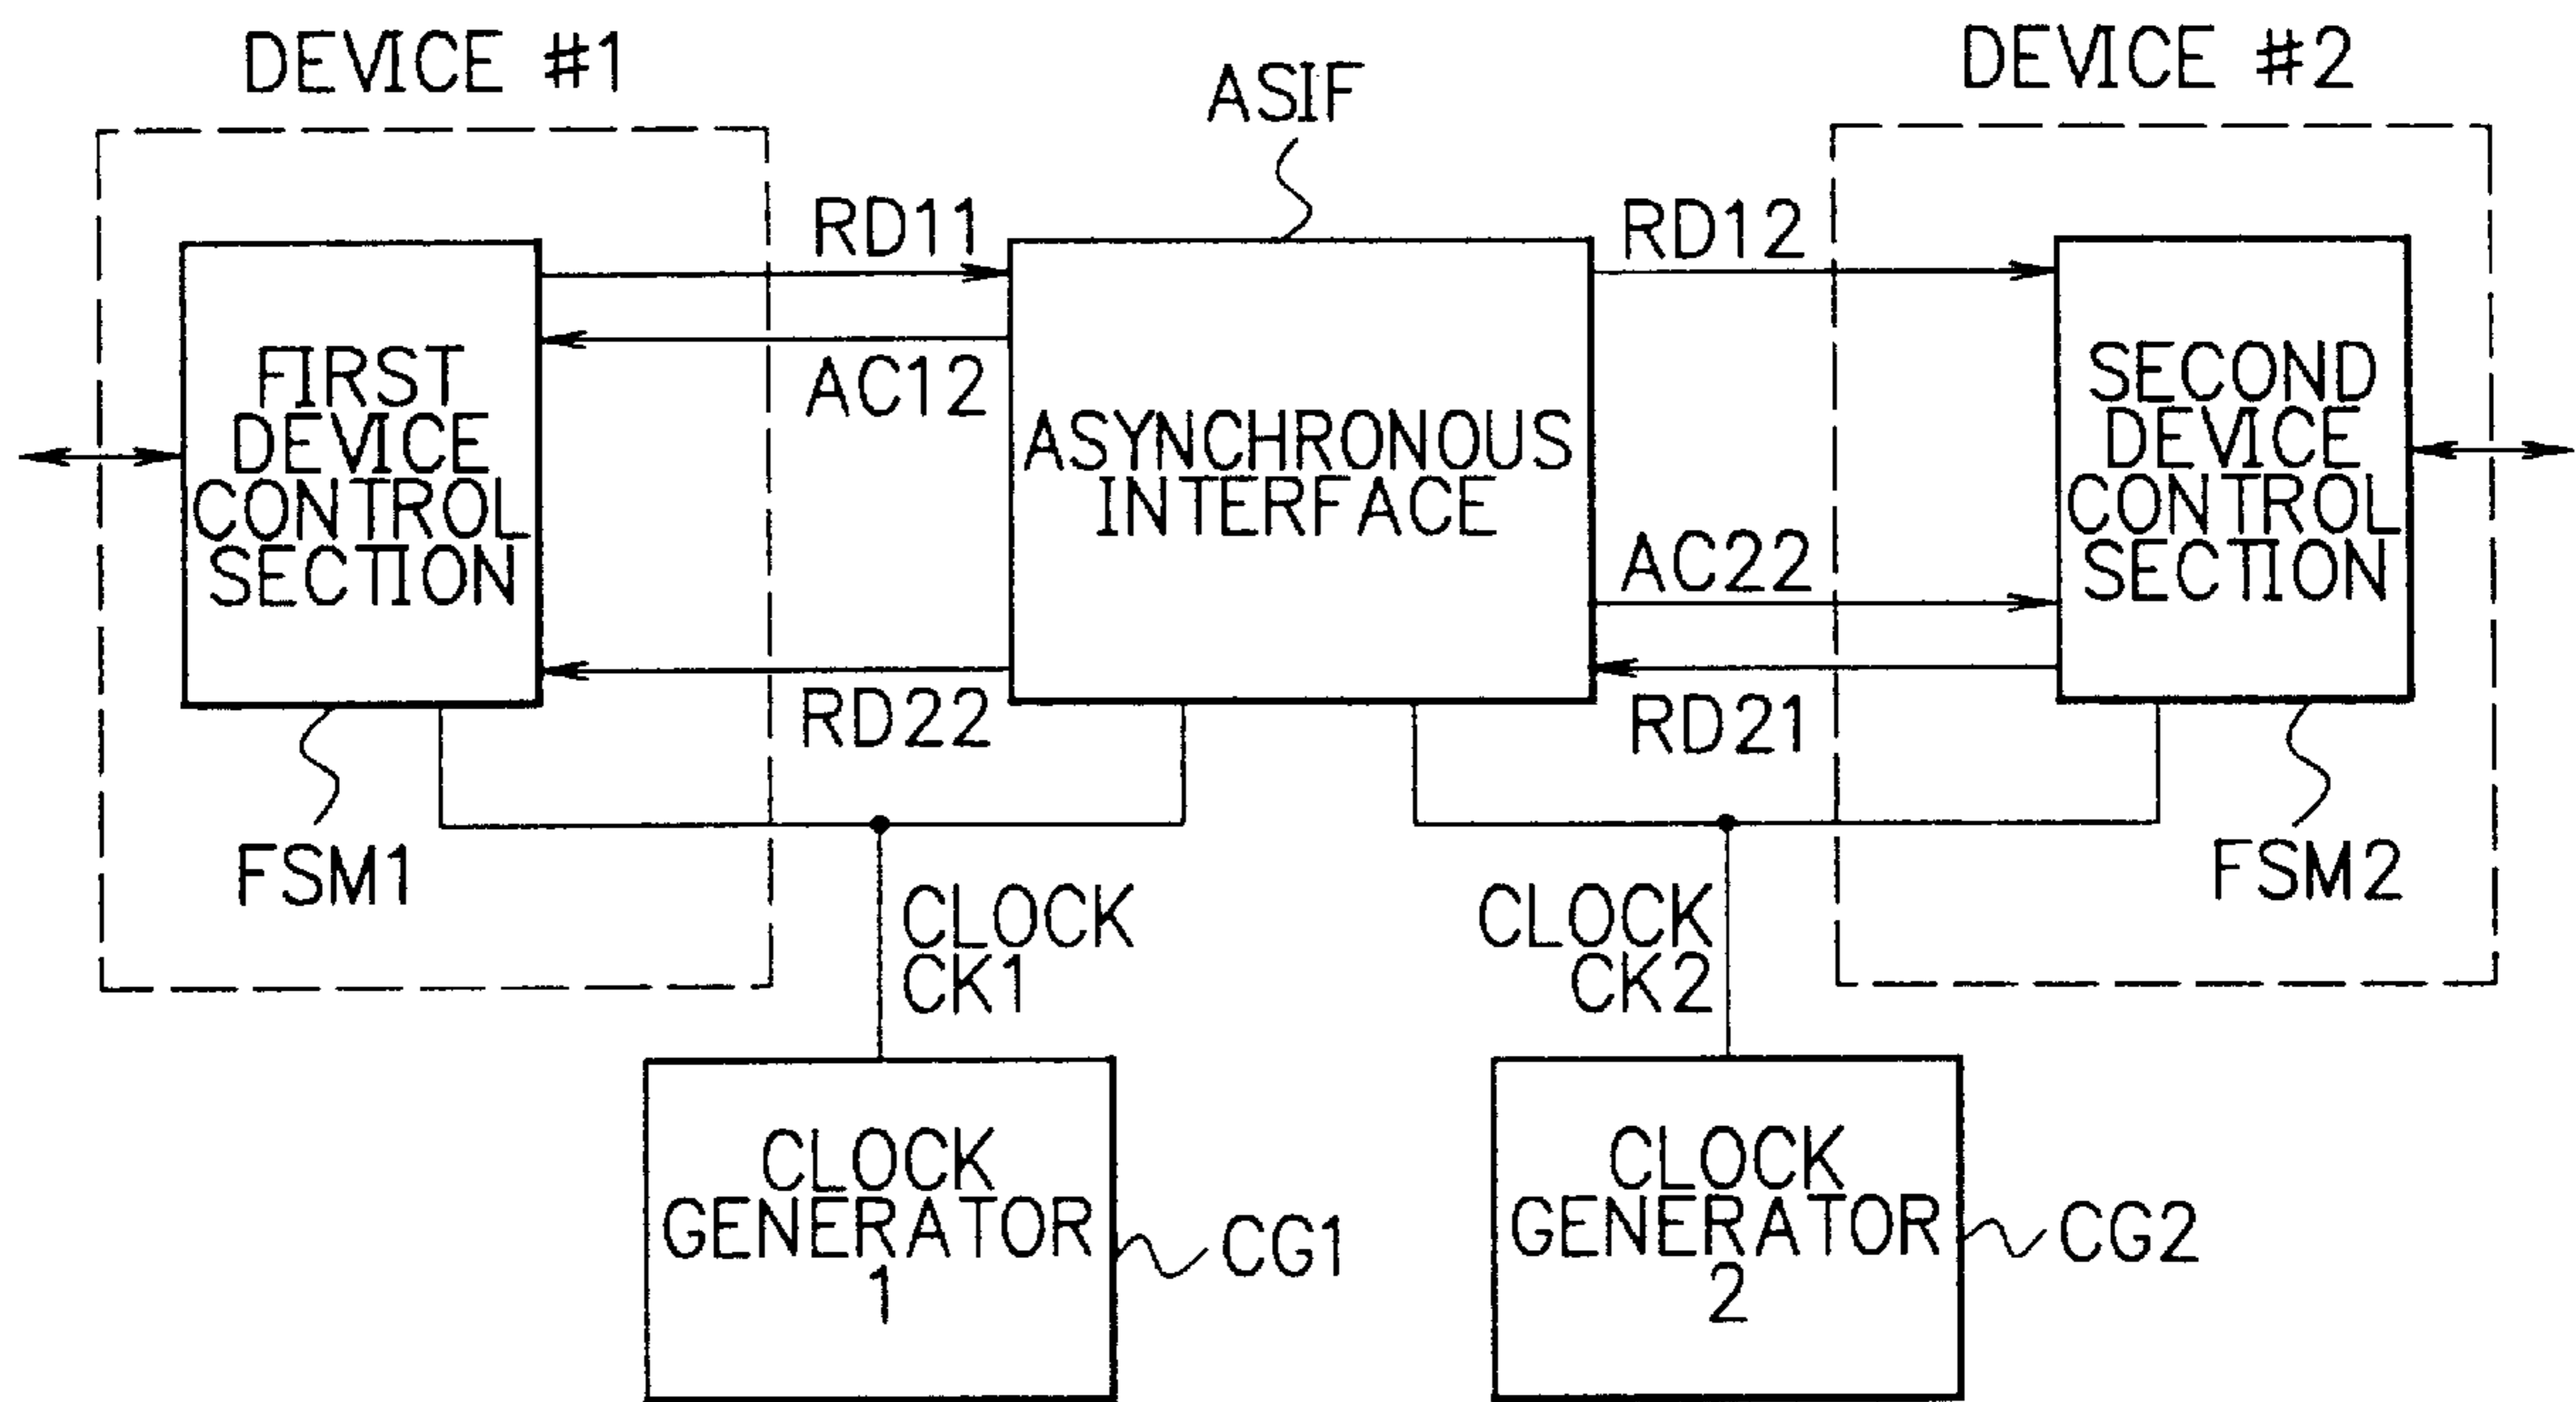 DEVICE #1
DEVICE #2
ASIF
RD11
RD12
AC12
FIRST
DEVICE
CONTROL
SECTION
ASYNCHRONOUS
INTERFACE
SECOND
DEVICE
CONTROL
SECTION
AC22
RD22
RD21
FSM1
FSM2
CLOCK
CK1
CLOCK
CK2
CLOCK
GENERATOR
1
CG1
CLOCK
GENERATOR
2
CG2